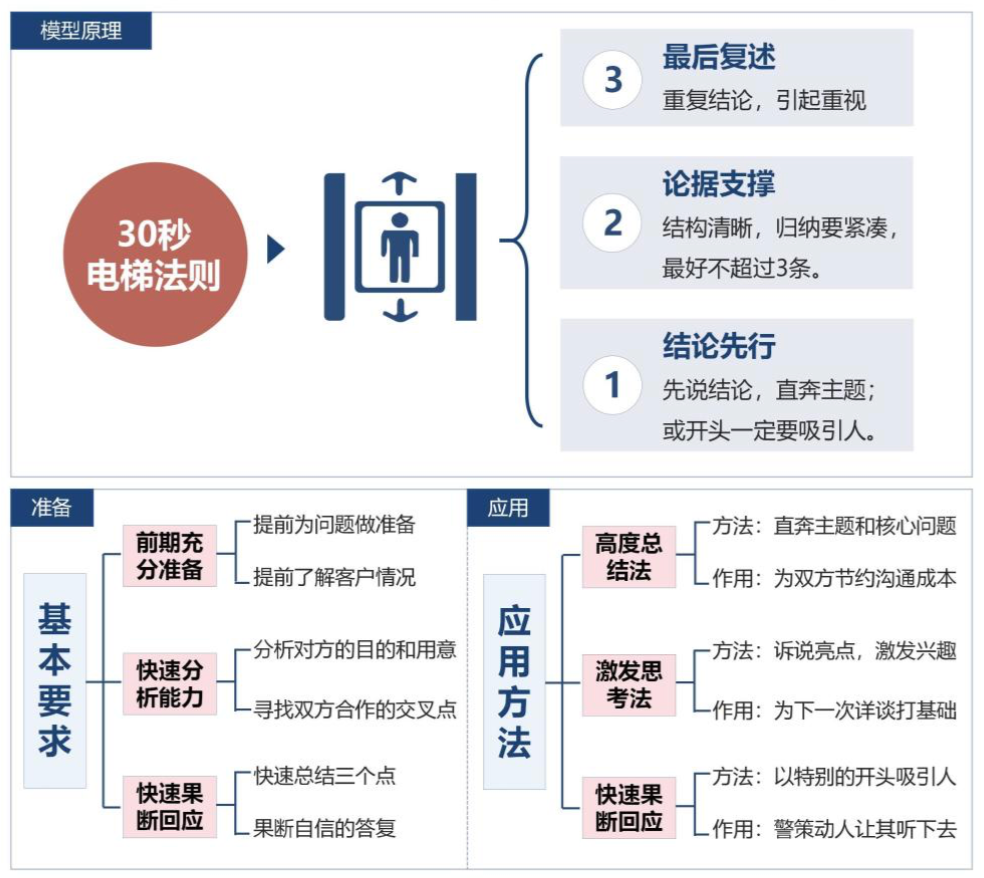 模型原理
30秒
电梯法则
3
最后复述
重复结论，引起重视
2
论据支撑
结构清晰，归纳要紧凑，
最好不超过3条。
1
结论先行
先说结论，直奔主题；
或开头一定要吸引人。
准备
基本要求
前期充
分准备
提前为问题做准备
提前了解客户情况
快速分
析能力
分析对方的目的和用意
寻找双方合作的交叉点
快速果
断回应
快速总结三个点
果断自信的答复
应用
应用方法
高度总
结法
方法：直奔主题和核心问题
作用：为双方节约沟通成本
激发思
考法
方法：诉说亮点，激发兴趣
作用：为下一次详谈打基础
快速果
断回应
方法：以特别的开头吸引人
作用：警策动人让其听下去